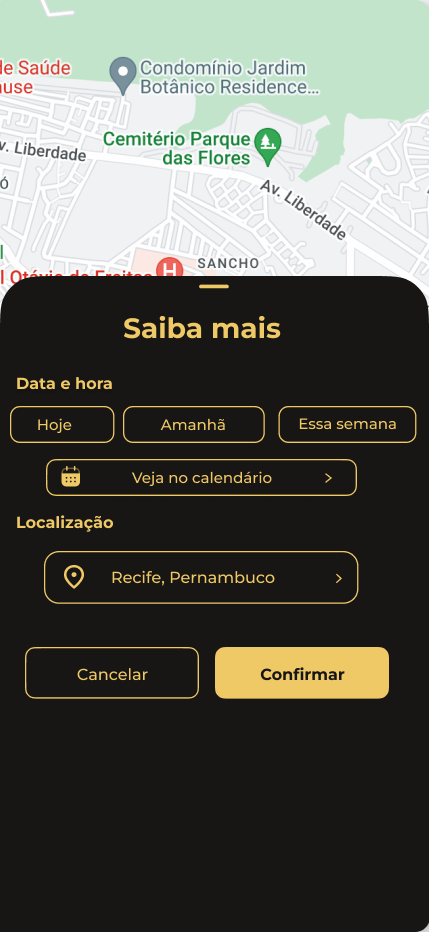 de Saúde
ause
Condomínio Jardim
Botânico Residence...
Cemitério Parque
das Flores
v. Liberdade
Av. Liberdade
ó
SANCHO
l
l Otávio de Freitas
H
Saiba mais
Data e hora
Hoje
Amanhã
Essa semana
Veja no calendário
Localização
Recife, Pernambuco
Cancelar
Confirmar